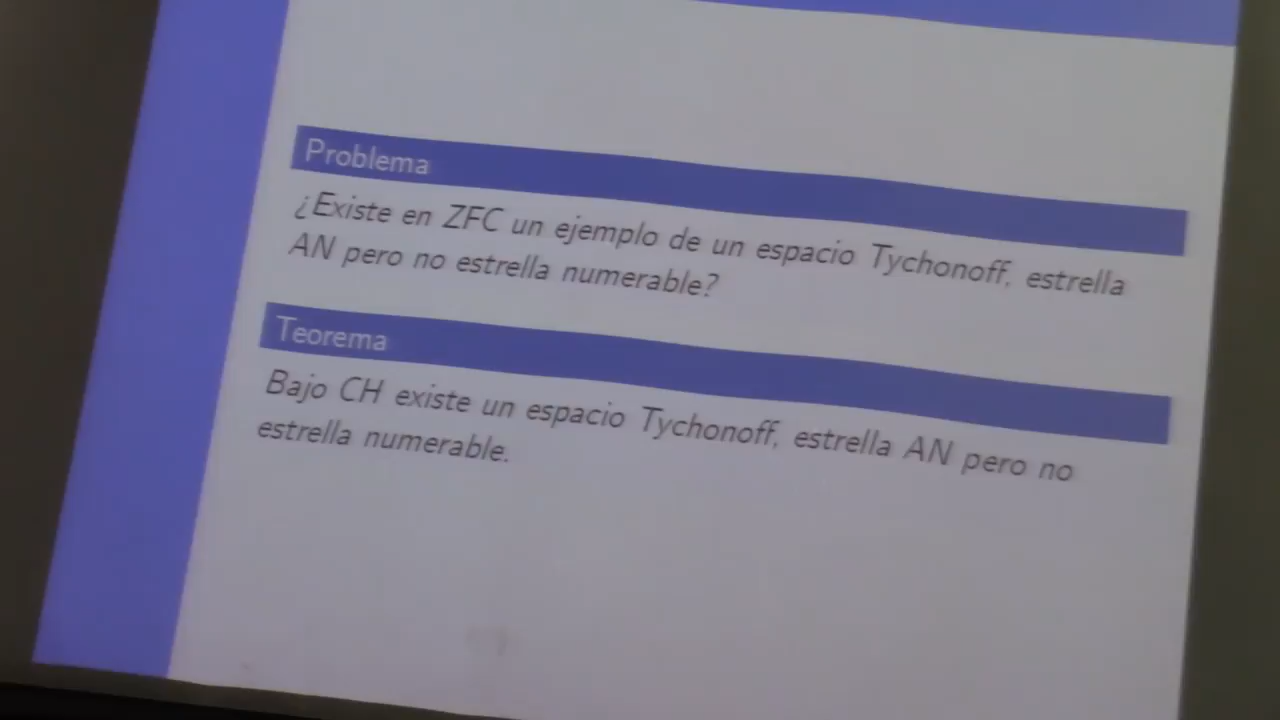 Problema
¿Existe en ZFC un ejemplo de un espacio Tychonoff, estrella
AN pero no estrella numerable?
Teorema
Bajo CH existe un espacio Tychonoff, estrella AN pero no
estrella numerable.